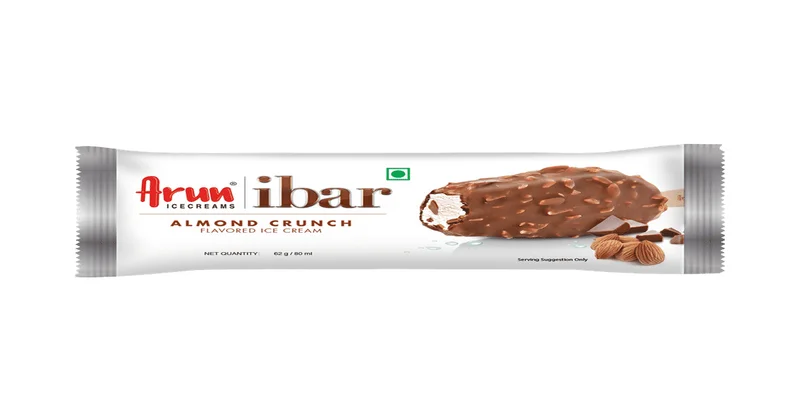 Arun® ibar
ICECREAMS
ALMOND CRUNCH
FLAVORED ICE CREAM
NET QUANTITY: 62 g / 80 ml
Serving Suggestion Only